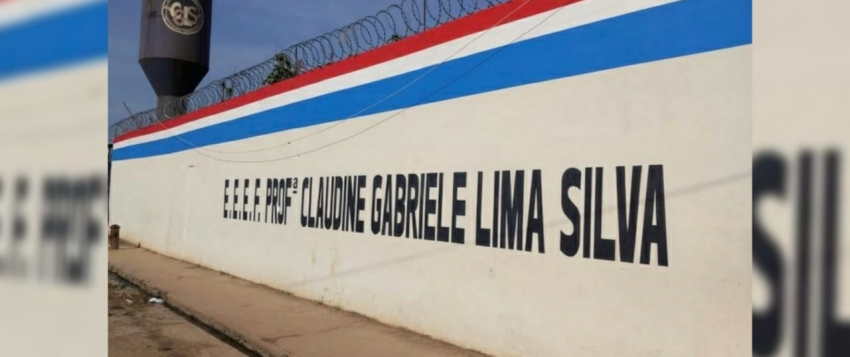 E.E.E.F. PROFª CLAUDINE GABRIELE LIMA SILVA